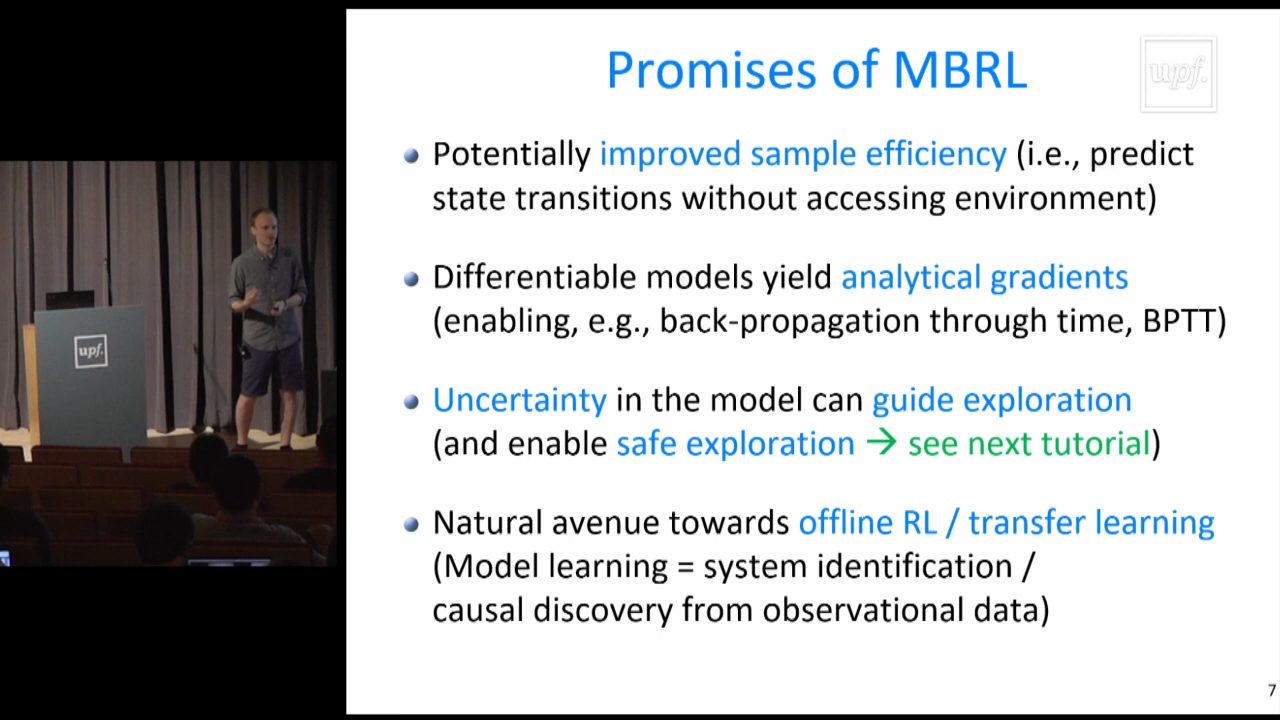 Promises of MBRL
upf.
Potentially improved sample efficiency (i.e., predict
state transitions without accessing environment)
Differentiable models yield analytical gradients
(enabling, e.g., back-propagation through time, BPTT)
Uncertainty in the model can guide exploration
(and enable safe exploration → see next tutorial)
Natural avenue towards offline RL / transfer learning
(Model learning = system identification /
causal discovery from observational data)
7
upf.